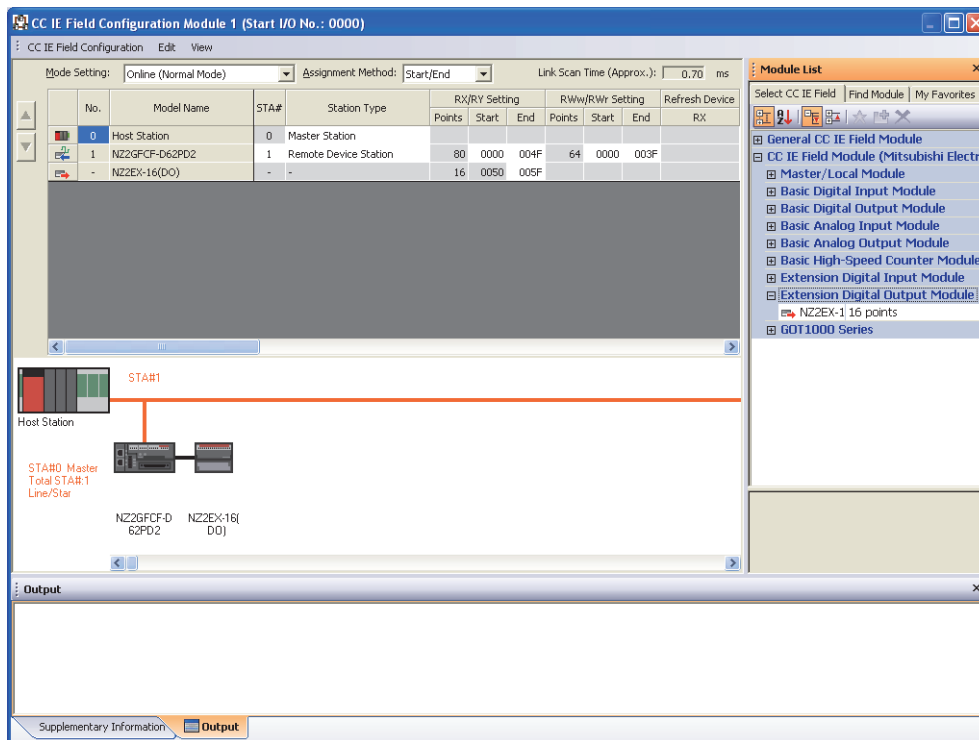 CC IE Field Configuration Module 1 (Start I/O No.: 0000)
CC IE Field Configuration Edit View
Mode Setting: Online (Normal Mode) Assignment Method: Start/End Link Scan Time (Approx.): 0.70 ms
No. Model Name STA# Station Type RX/RY Setting RWw/RWr Setting Refresh Device
Points Start End Points Start End RX
0 Host Station 0 Master Station
1 NZ2GFCF-D62PD2 1 Remote Device Station 80 0000 004F 64 0000 003F
- NZ2EX-16(DO) - - 16 0050 005F
STA#1
Host Station
STA#0 Master
Total STA#:1
Line/Star
NZ2GFCF-D
62PD2
NZ2EX-16(
DO)
Module List
Select CC IE Field Find Module My Favorites
General CC IE Field Module
CC IE Field Module (Mitsubishi Electr
Master/Local Module
Basic Digital Input Module
Basic Digital Output Module
Basic Analog Input Module
Basic Analog Output Module
Basic High-Speed Counter Module
Extension Digital Input Module
Extension Digital Output Module
NZ2EX-1 16 points
GOT1000 Series
Output
Supplementary Information Output